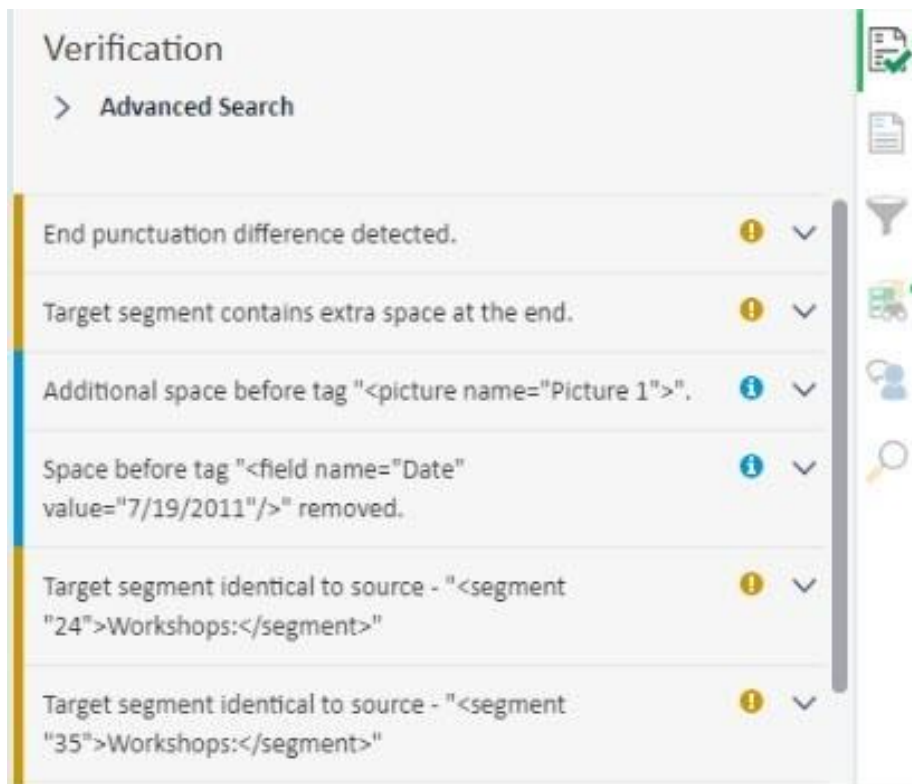 Verification
Advanced Search
End punctuation difference detected.
Target segment contains extra space at the end.
Additional space before tag "<picture name="Picture 1">".
Space before tag "<field name="Date"
value="7/19/2011"/>" removed.
Target segment identical to source - "<segment
"24">Workshops:</segment>"
Target segment identical to source - "<segment
"35">Workshops:</segment>"